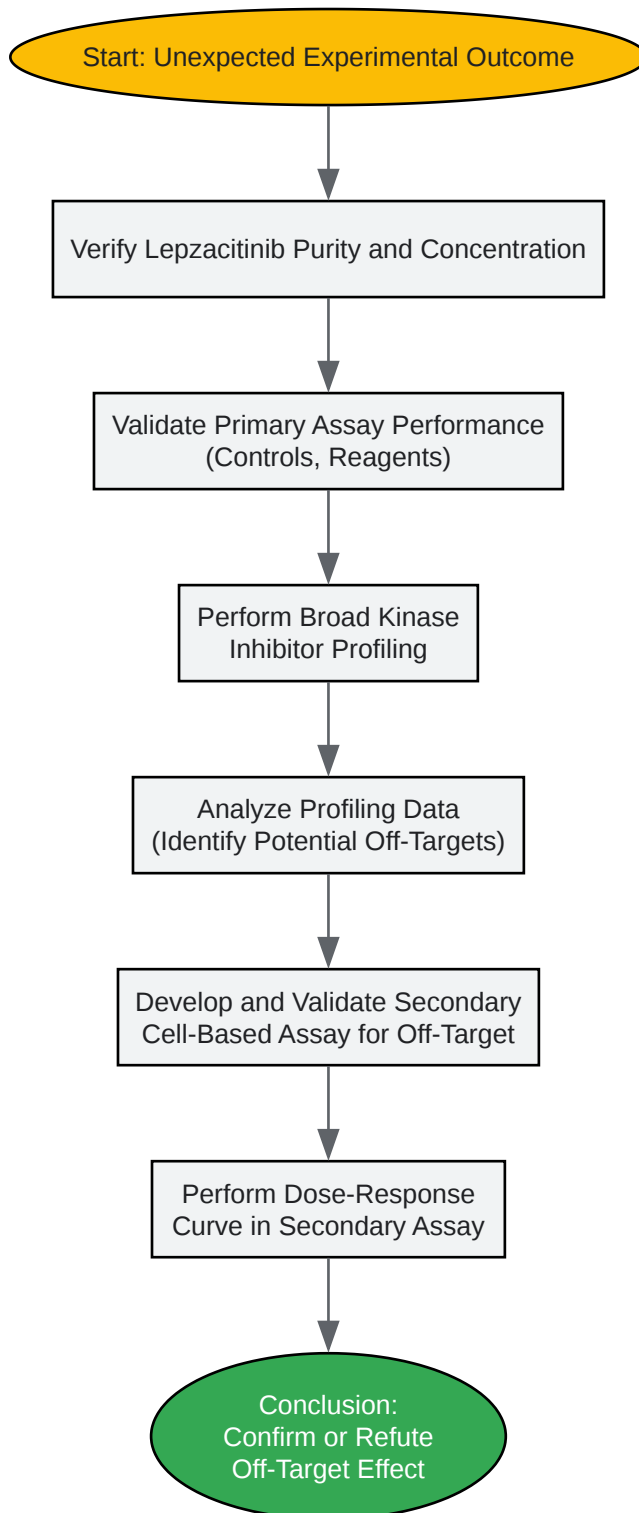 Start: Unexpected Experimental Outcome
Verify Lepzacitinib Purity and Concentration
Validate Primary Assay Performance
(Controls, Reagents)
Perform Broad Kinase
Inhibitor Profiling
Analyze Profiling Data
(Identify Potential Off-Targets)
Develop and Validate Secondary
Cell-Based Assay for Off-Target
Perform Dose-Response
Curve in Secondary Assay
Conclusion:
Confirm or Refute
Off-Target Effect